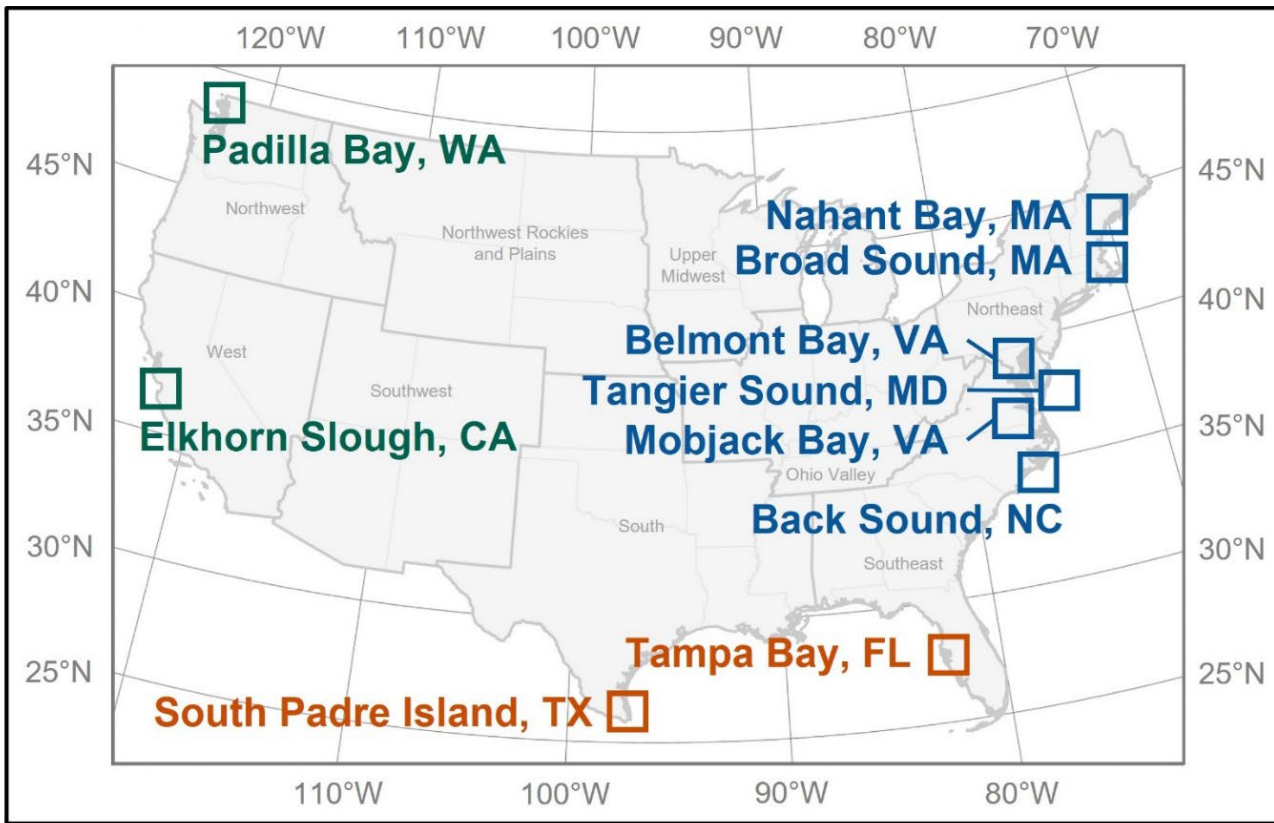 120°W 110°W 100°W 90°W 80°W 70°W
Padilla Bay, WA
45°N
45°N
Northwest
Northwest Rockies
and Plains
Upper
Midwest
Nahant Bay, MA
Broad Sound, MA
Northeast
40°N
40°N
West
Southwest
Belmont Bay, VA
Tangier Sound, MD
Mobjack Bay, VA
Elkhorn Slough, CA
35°N
35°N
Ohio Valley
Back Sound, NC
South
Southeast
30°N
30°N
Tampa Bay, FL
25°N
25°N
South Padre Island, TX
110°W 100°W 90°W 80°W